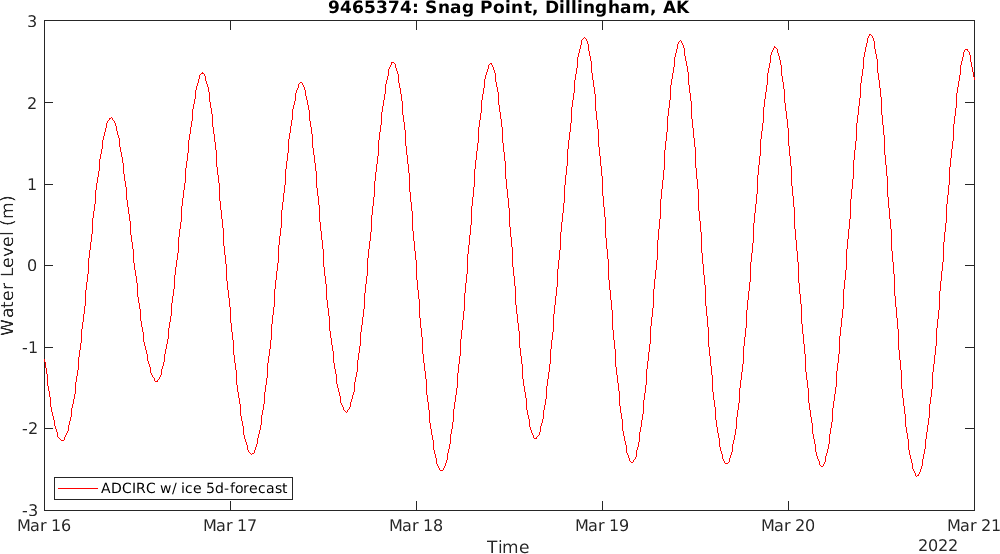 9465374: Snag Point, Dillingham, AK
3
2
1
0
-1
-2
-3
Water Level (m)
ADCIRC w/ ice 5d-forecast
Mar 16
Mar 17
Mar 18
Mar 19
Mar 20
Mar 21
Time
2022